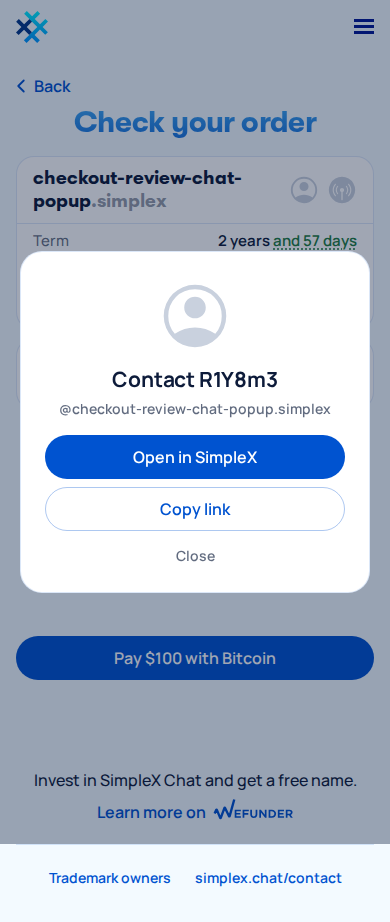 Back
Check your order
checkout-review-chat-
popup.simplex
Term
2 years and 57 days
Contact R1Y8m3
@checkout-review-chat-popup.simplex
Open in SimpleX
Copy link
Close
Pay $100 with Bitcoin
Invest in SimpleX Chat and get a free name.
Learn more on WEFUNDER
Trademark owners
simplex.chat/contact